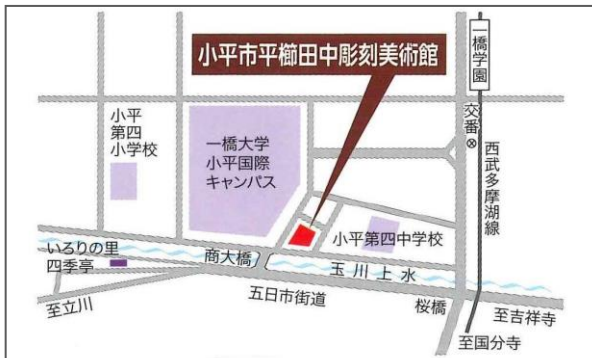 小平市平櫛田中彫刻美術館
一橋学園
交番
西武多摩湖線
小平
第四
小学校
一橋大学
小平国際
キャンパス
小平第四中学校
いろりの里
四季亭
商大橋
玉川上水
五日市街道
桜橋
至立川
至吉祥寺
至国分寺